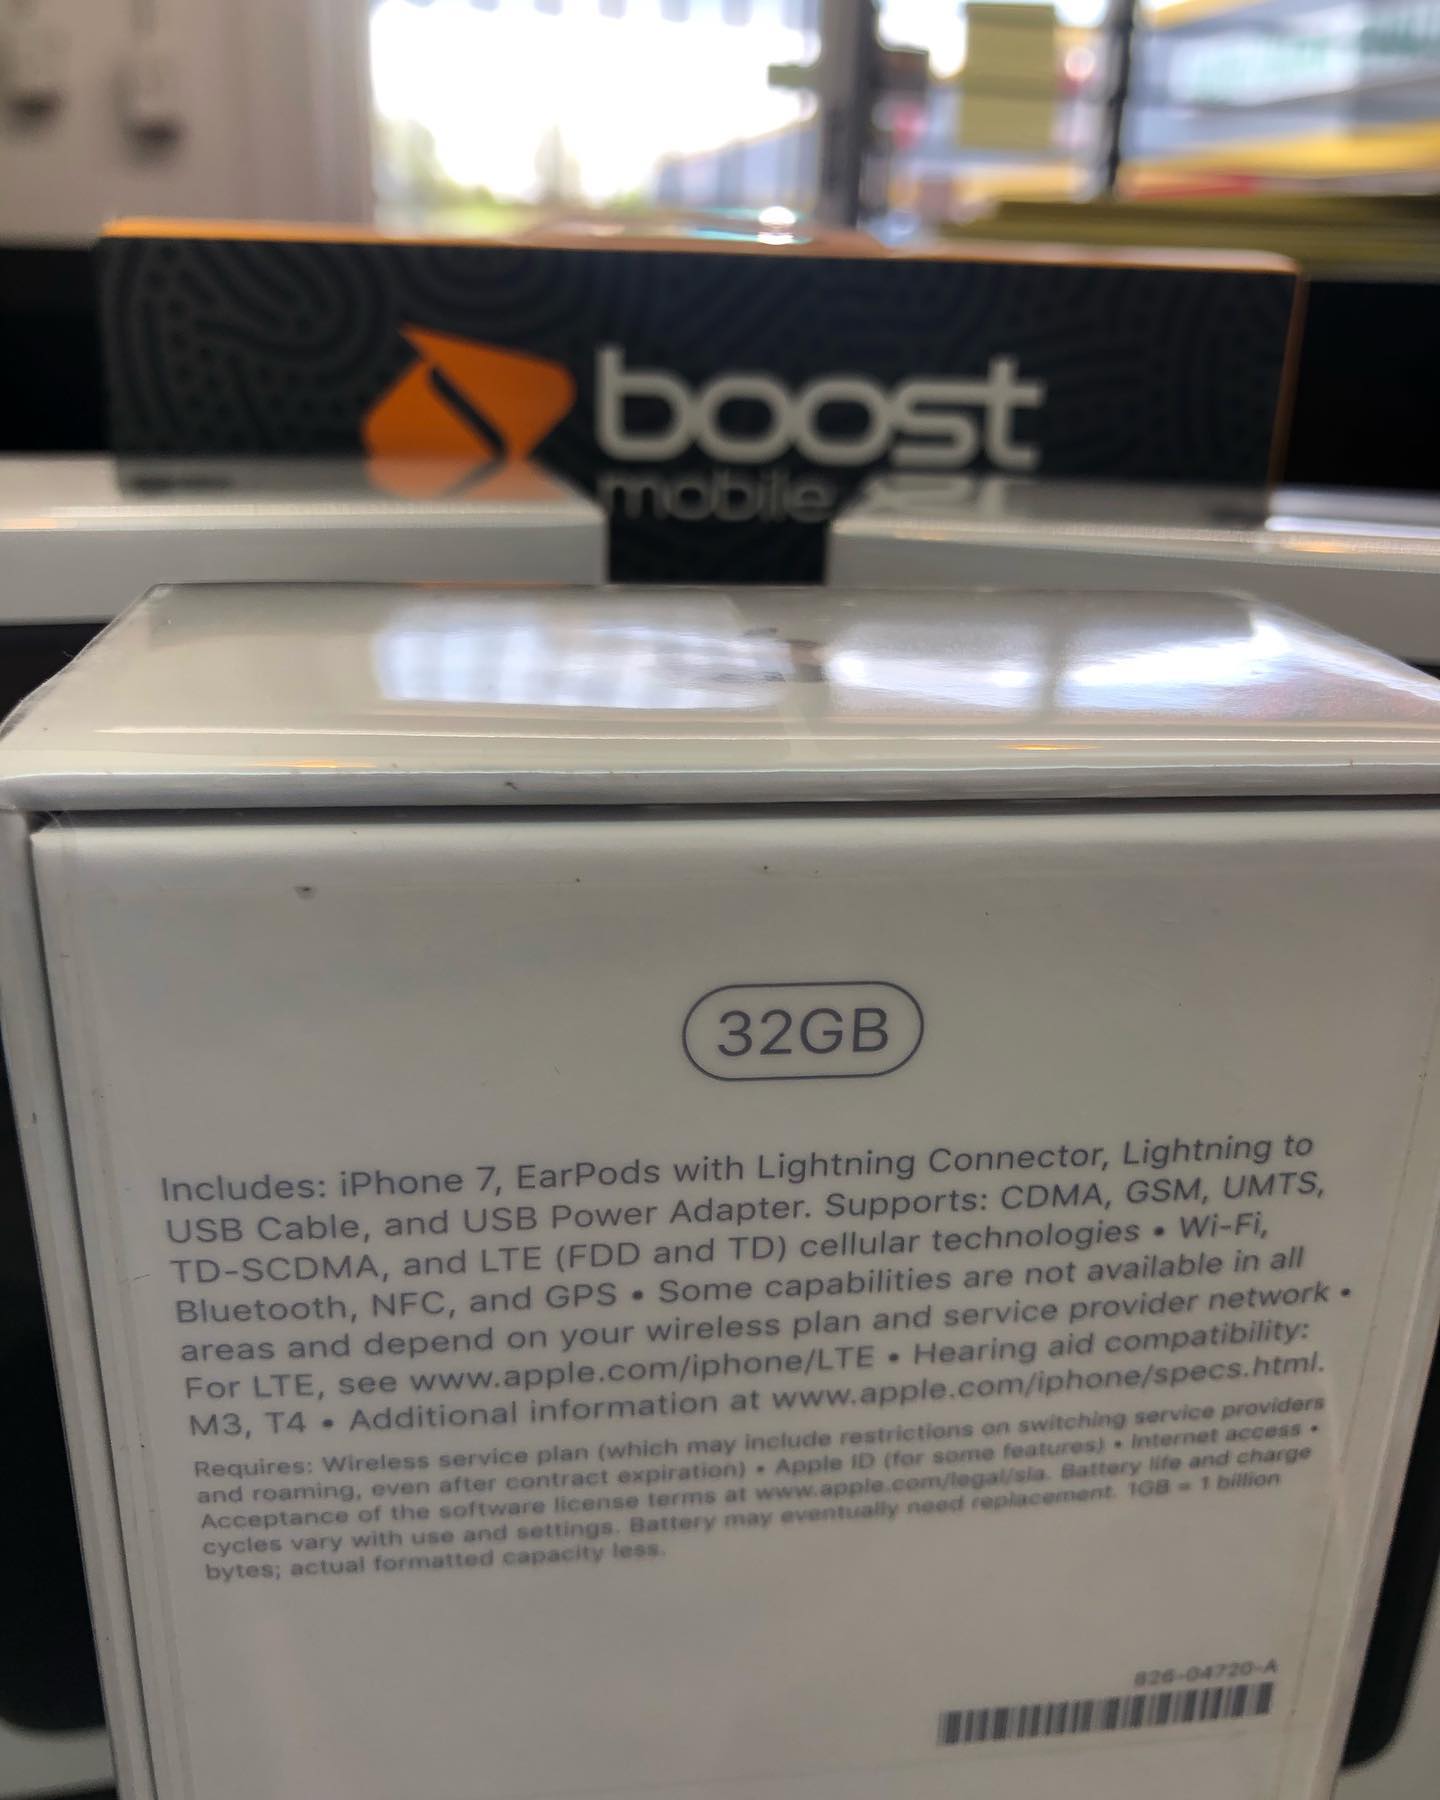 boost
mobile
32GB
Includes: iPhone 7, EarPods with Lightning Connector, Lightning to
USB Cable, and USB Power Adapter. Supports: CDMA, GSM, UMTS,
TD-SCDMA, and LTE (FDD and TD) cellular technologies • Wi-Fi,
Bluetooth, NFC, and GPS • Some capabilities are not available in all
areas and depend on your wireless plan and service provider network •
For LTE, see www.apple.com/iphone/LTE • Hearing aid compatibility:
M3, T4 • Additional information at www.apple.com/iphone/specs.html.
Requires: Wireless service plan (which may include restrictions on switching service providers
and roaming, even after contract expiration) • Apple ID (for some features) • Internet access •
Acceptance of the software license terms at www.apple.com/legal/sla. Battery life and charge
cycles vary with use and settings. Battery may eventually need replacement. 1GB = 1 billion
bytes; actual formatted capacity less.
826-04720-A